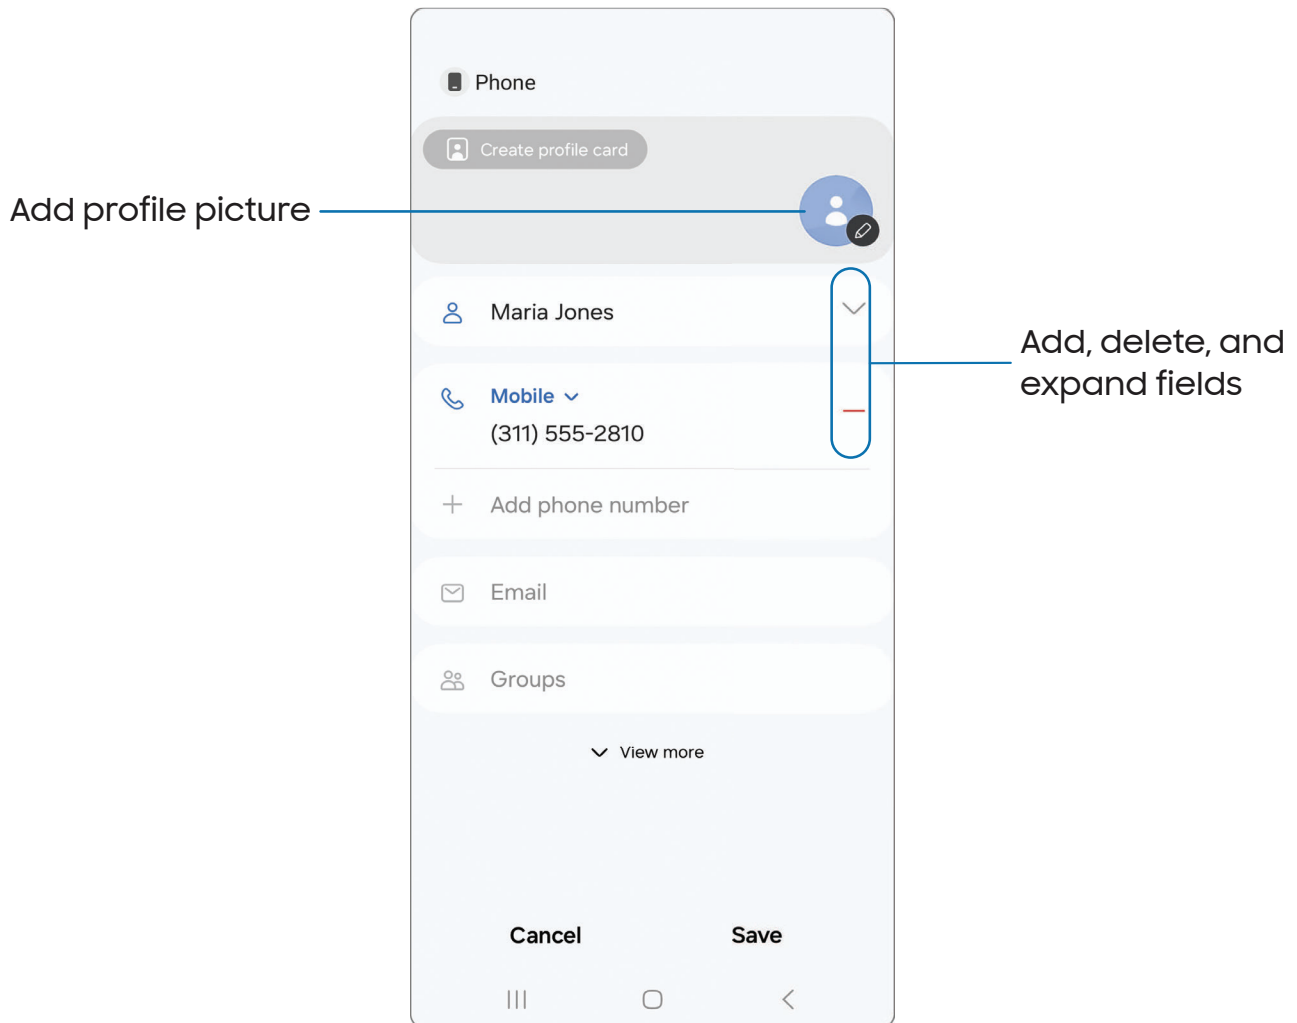 Phone
Create profile card
Add profile picture
Maria Jones
Add, delete, and
expand fields
Mobile
(311) 555-2810
Add phone number
Email
Groups
View more
Cancel
Save